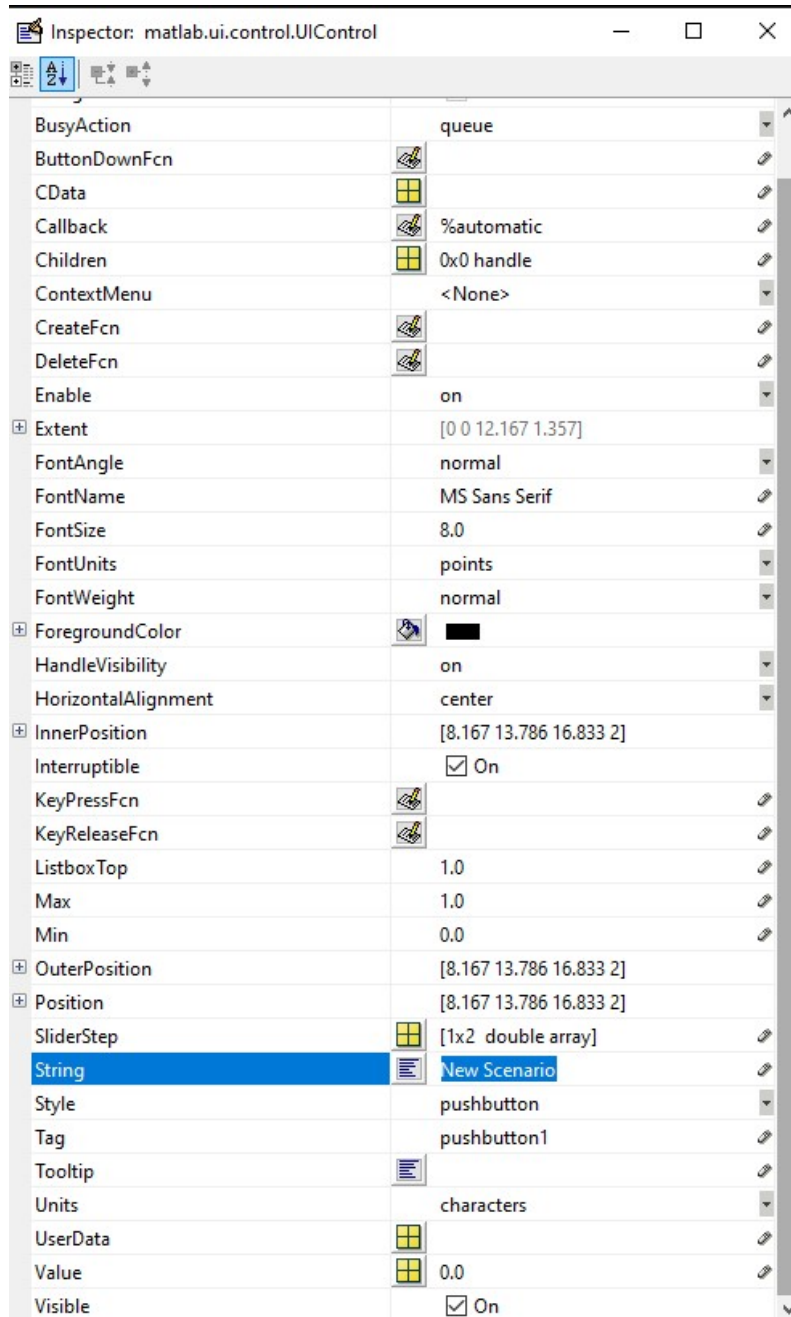 Inspector: matlab.ui.control.UIControl
BusyAction queue
ButtonDownFcn
CData
Callback %automatic
Children 0x0 handle
ContextMenu <None>
CreateFcn
DeleteFcn
Enable on
Extent [0 0 12.167 1.357]
FontAngle normal
FontName MS Sans Serif
FontSize 8.0
FontUnits points
FontWeight normal
ForegroundColor
HandleVisibility on
HorizontalAlignment center
InnerPosition [8.167 13.786 16.833 2]
Interruptible On
KeyPressFcn
KeyReleaseFcn
ListboxTop 1.0
Max 1.0
Min 0.0
OuterPosition [8.167 13.786 16.833 2]
Position [8.167 13.786 16.833 2]
SliderStep [1x2 double array]
String New Scenario
Style pushbutton
Tag pushbutton1
Tooltip
Units characters
UserData
Value 0.0
Visible On